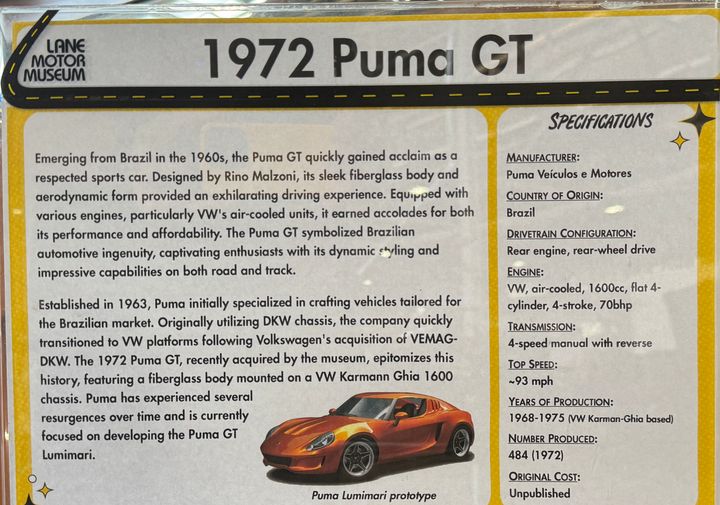 LANE
MOTOR
MUSEUM
1972 Puma GT
Emerging from Brazil in the 1960s, the Puma GT quickly gained acclaim as a
respected sports car. Designed by Rino Malzoni, its sleek fiberglass body and
aerodynamic form provided an exhilarating driving experience. Equipped with
various engines, particularly VW's air-cooled units, it earned accolades for both
its performance and affordability. The Puma GT symbolized Brazilian
automotive ingenuity, captivating enthusiasts with its dynamic styling and
impressive capabilities on both road and track.
Established in 1963, Puma initially specialized in crafting vehicles tailored for
the Brazilian market. Originally utilizing DKW chassis, the company quickly
transitioned to VW platforms following Volkswagen's acquisition of VEMAG-
DKW. The 1972 Puma GT, recently acquired by the museum, epitomizes this
history, featuring a fiberglass body mounted on a VW Karmann Ghia 1600
chassis. Puma has experienced several
resurgences over time and is currently
focused on developing the Puma GT
Lumimari.
Puma Lumimari prototype
SPECIFICATIONS
MANUFACTURER:
Puma Veículos e Motores
COUNTRY OF ORIGIN:
Brazil
DRIVETRAIN CONFIGURATION:
Rear engine, rear-wheel drive
ENGINE:
VW, air-cooled, 1600cc, flat 4-
cylinder, 4-stroke, 70bhp
TRANSMISSION:
4-speed manual with reverse
TOP SPEED:
~93 mph
YEARS OF PRODUCTION:
1968-1975 (VW Karman-Ghia based)
NUMBER PRODUCED:
484 (1972)
ORIGINAL COST:
Unpublished